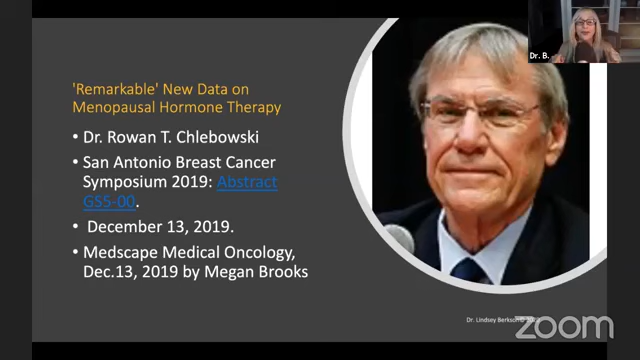 Dr. B.
'Remarkable' New Data on
Menopausal Hormone Therapy
• Dr. Rowan T. Chlebowski
• San Antonio Breast Cancer
Symposium 2019: Abstract
GS5-00.
• December 13, 2019.
• Medscape Medical Oncology,
Dec.13, 2019 by Megan Brooks
Dr. Lindsey Berkson©
zoom